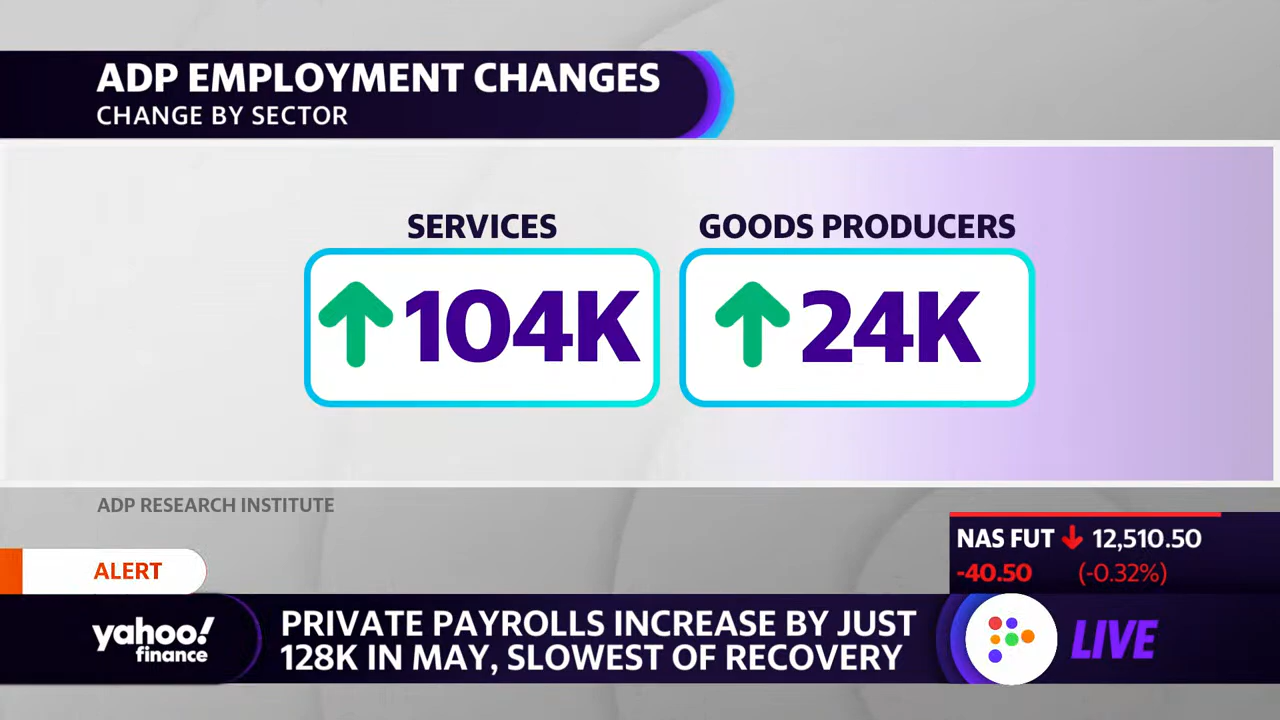 ADP EMPLOYMENT CHANGES
CHANGE BY SECTOR
SERVICES
GOODS PRODUCERS
104K
24K
ADP RESEARCH INSTITUTE
NAS FUT 12,510.50
-40.50 (-0.32%)
ALERT
yahoo!
finance
PRIVATE PAYROLLS INCREASE BY JUST
128K IN MAY, SLOWEST OF RECOVERY
LIVE